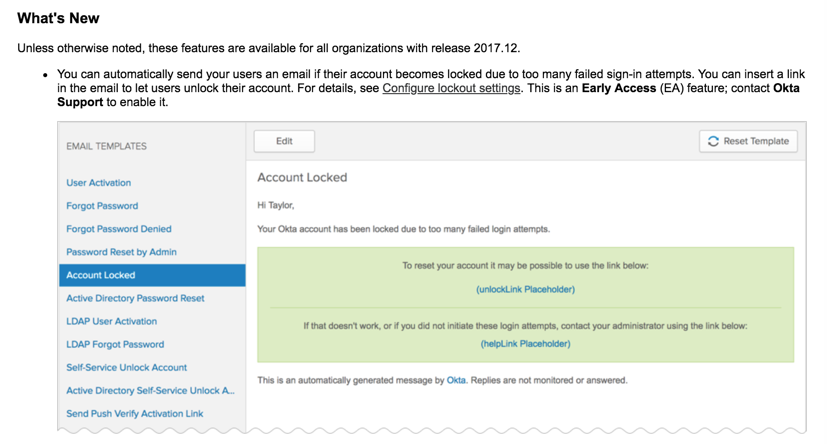 What's New
Unless otherwise noted, these features are available for all organizations with release 2017.12.
• You can automatically send your users an email if their account becomes locked due to too many failed sign-in attempts. You can insert a link
in the email to let users unlock their account. For details, see Configure lockout settings. This is an Early Access (EA) feature; contact Okta
Support to enable it.
EMAIL TEMPLATES
User Activation
Forgot Password
Forgot Password Denied
Password Reset by Admin
Account Locked
Active Directory Password Reset
LDAP User Activation
LDAP Forgot Password
Self-Service Unlock Account
Active Directory Self-Service Unlock A...
Send Push Verify Activation Link
Edit
Reset Template
Account Locked
Hi Taylor,
Your Okta account has been locked due to too many failed login attempts.
To reset your account it may be possible to use the link below:
(unlockLink Placeholder)
If that doesn't work, or if you did not initiate these login attempts, contact your administrator using the link below:
(helpLink Placeholder)
This is an automatically generated message by Okta. Replies are not monitored or answered.